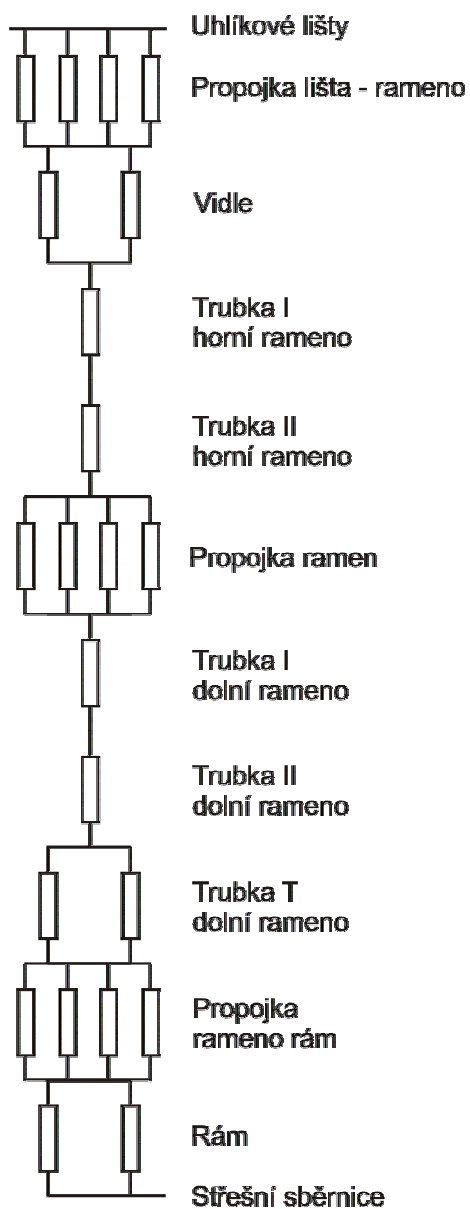 Uhlíkové lišty
Propojka lišta - rameno
Vidle
Trubka I
horní rameno
Trubka II
horní rameno
Propojka ramen
Trubka I
dolní rameno
Trubka II
dolní rameno
Trubka T
dolní rameno
Propojka
rameno rám
Rám
Střešní sběrnice